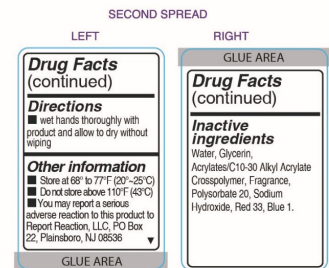 SECOND SPREAD
LEFT
Drug Facts
(continued)
Directions
■ wet hands thoroughly with
product and allow to dry without
wiping
Other information
■ Store at 68° to 77°F (20°~25°C)
■ Do not store above 110°F (43°C)
■ You may report a serious
adverse reaction to this product to
Report Reaction, LLC, PO Box
22, Plainsboro, NJ 08536 ▼
GLUE AREA
RIGHT
GLUE AREA
Drug Facts
(continued)
Inactive
ingredients
Water, Glycerin,
Acrylates/C10-30 Alkyl Acrylate
Crosspolymer, Fragrance,
Polysorbate 20, Sodium
Hydroxide, Red 33, Blue 1.